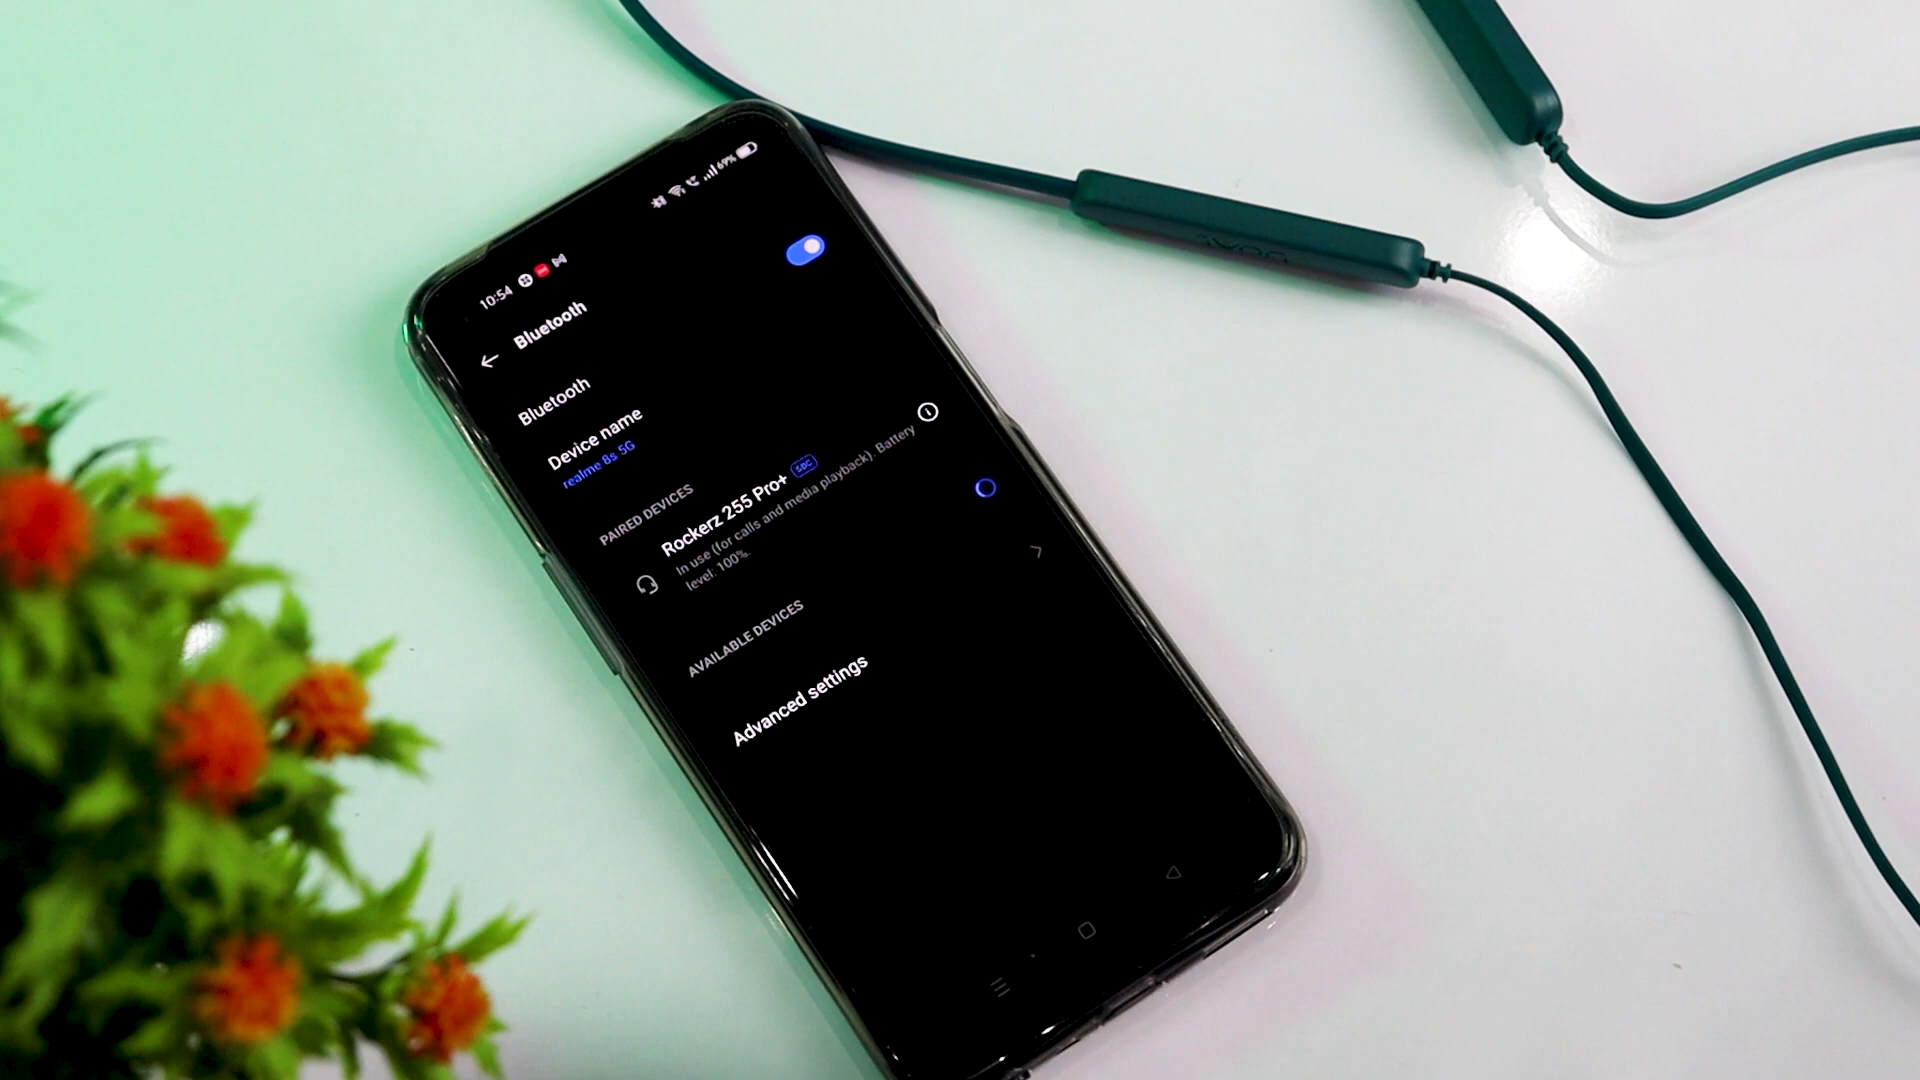 10:54
69%
Bluetooth
Bluetooth
Device name
realme 8s 5G
PAIRED DEVICES
Rockerz 255 Pro+ SBC
In use (for calls and media playback). Battery
level: 100%.
AVAILABLE DEVICES
Advanced settings